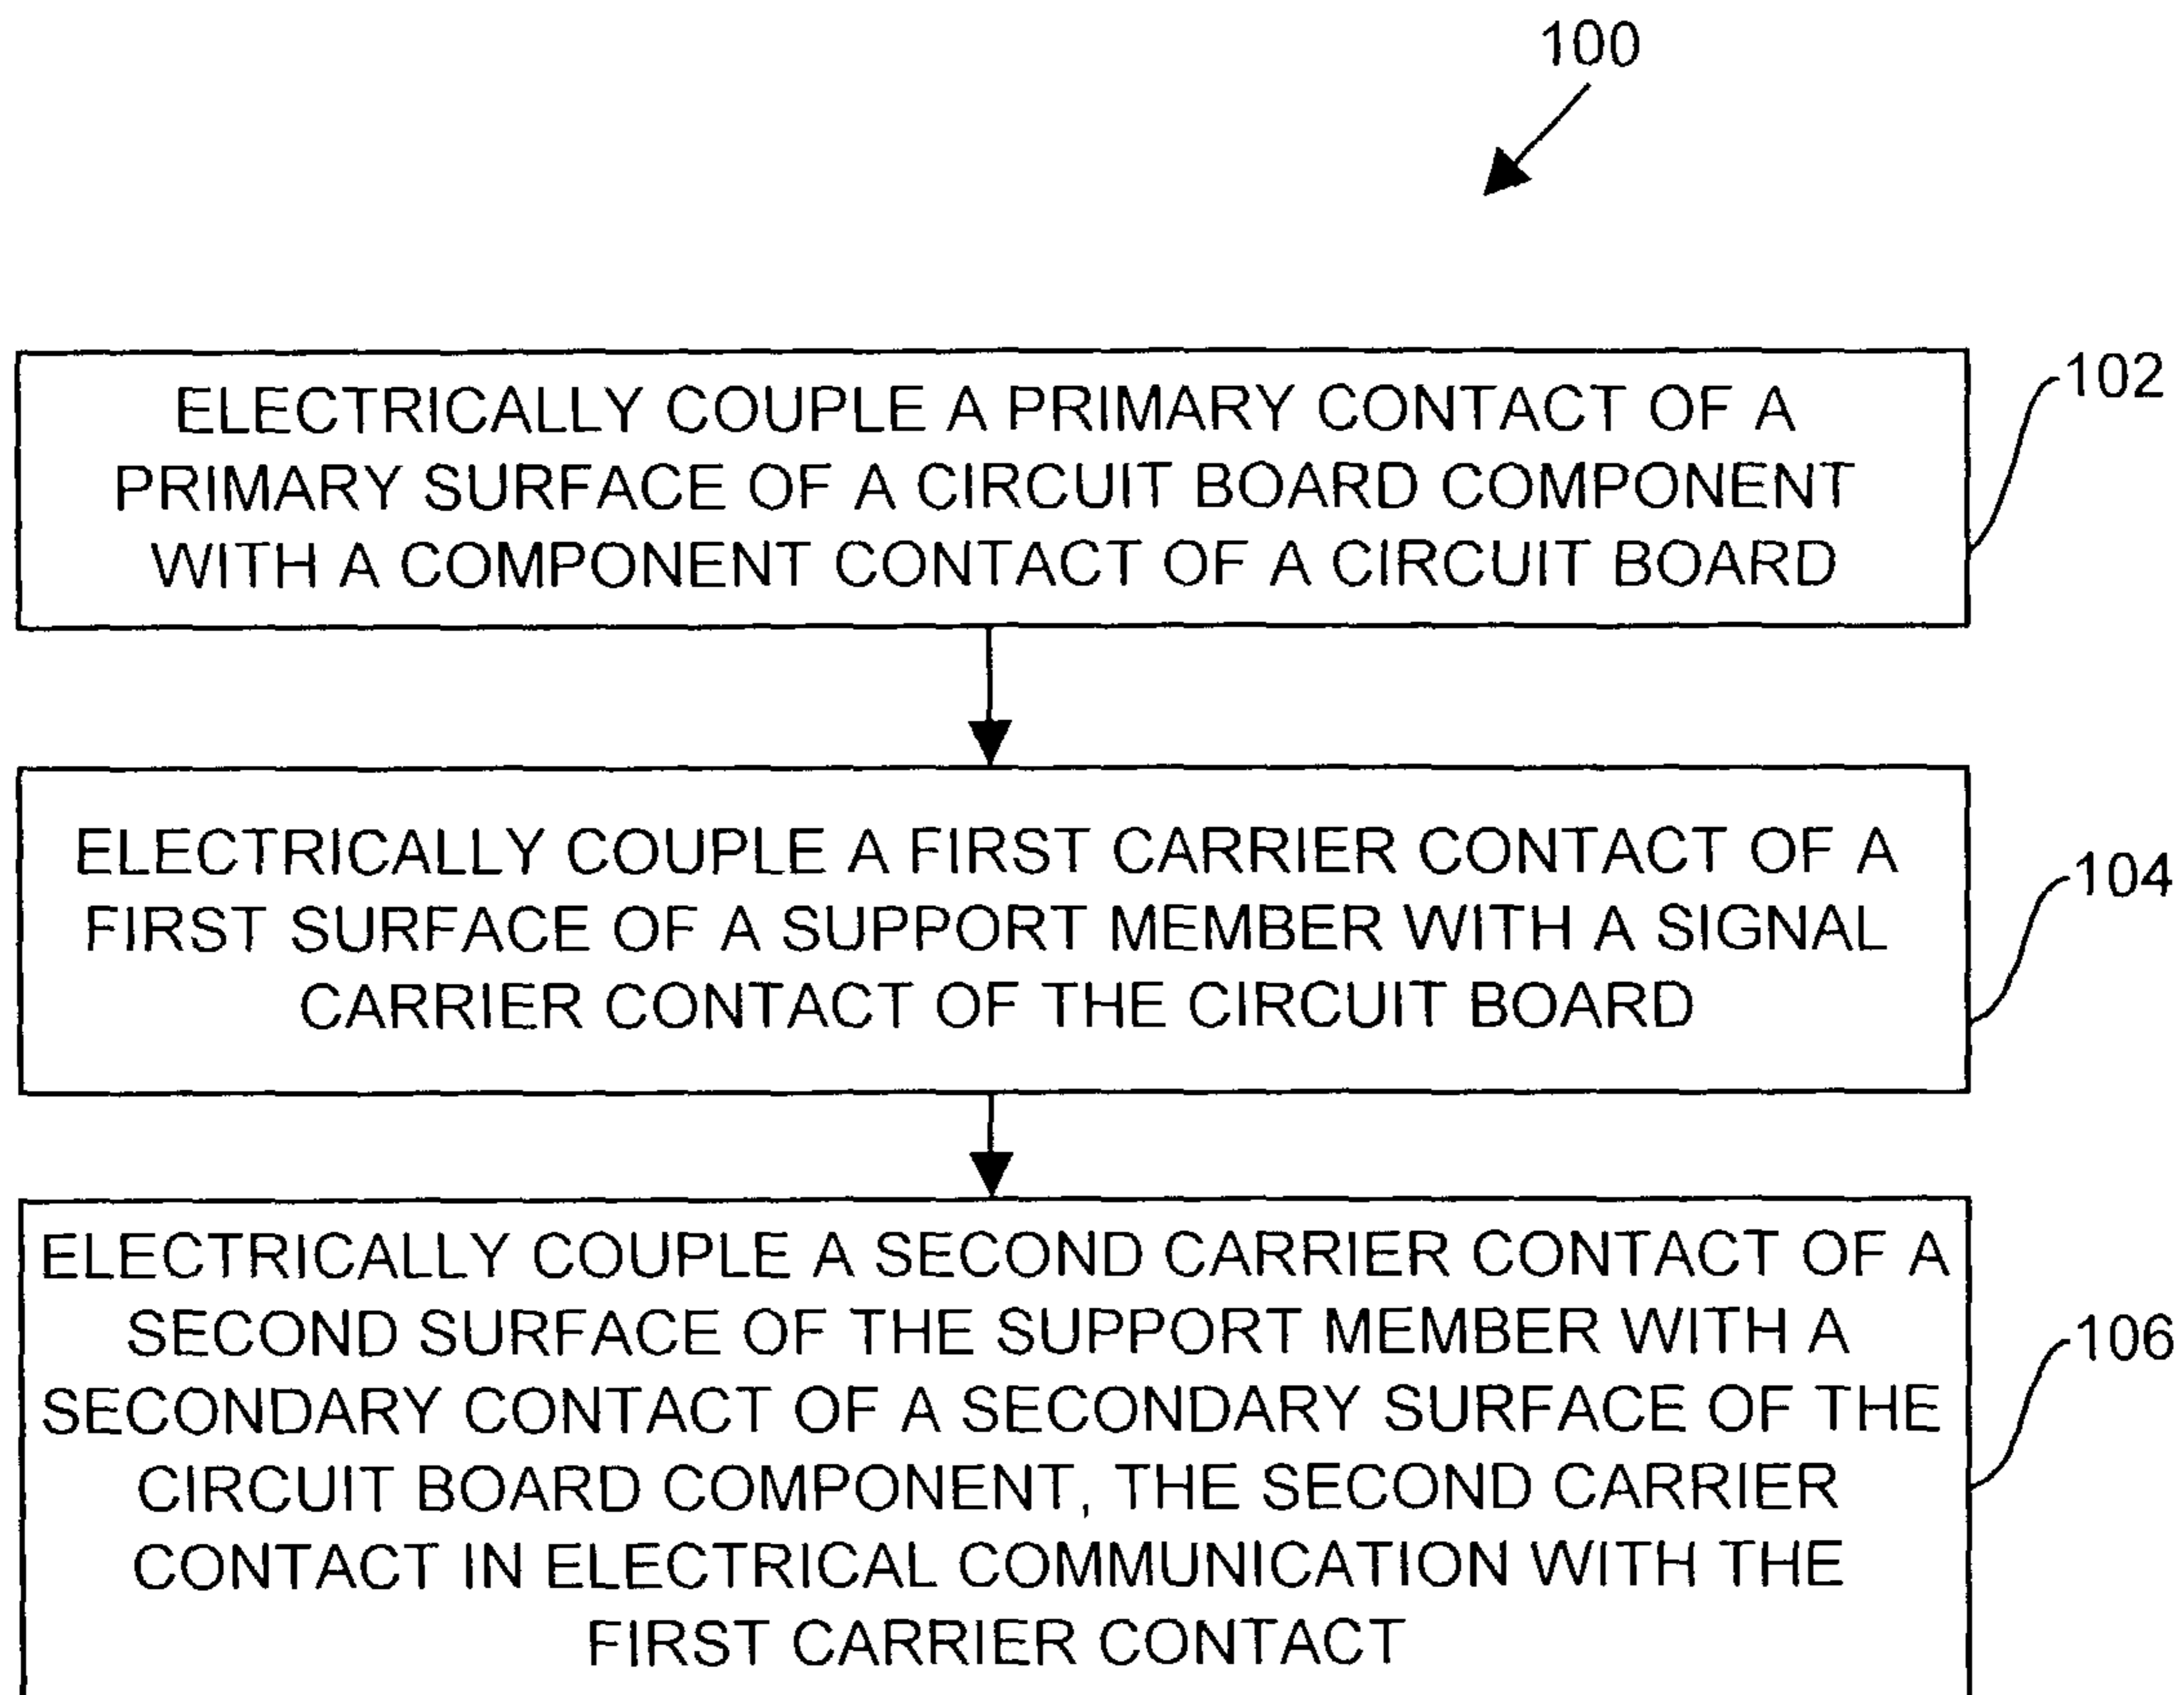 100
ELECTRICALLY COUPLE A PRIMARY CONTACT OF A
PRIMARY SURFACE OF A CIRCUIT BOARD COMPONENT
WITH A COMPONENT CONTACT OF A CIRCUIT BOARD
102
ELECTRICALLY COUPLE A FIRST CARRIER CONTACT OF A
FIRST SURFACE OF A SUPPORT MEMBER WITH A SIGNAL
CARRIER CONTACT OF THE CIRCUIT BOARD
104
ELECTRICALLY COUPLE A SECOND CARRIER CONTACT OF A
SECOND SURFACE OF THE SUPPORT MEMBER WITH A
SECONDARY CONTACT OF A SECONDARY SURFACE OF THE
CIRCUIT BOARD COMPONENT, THE SECOND CARRIER
CONTACT IN ELECTRICAL COMMUNICATION WITH THE
FIRST CARRIER CONTACT
106